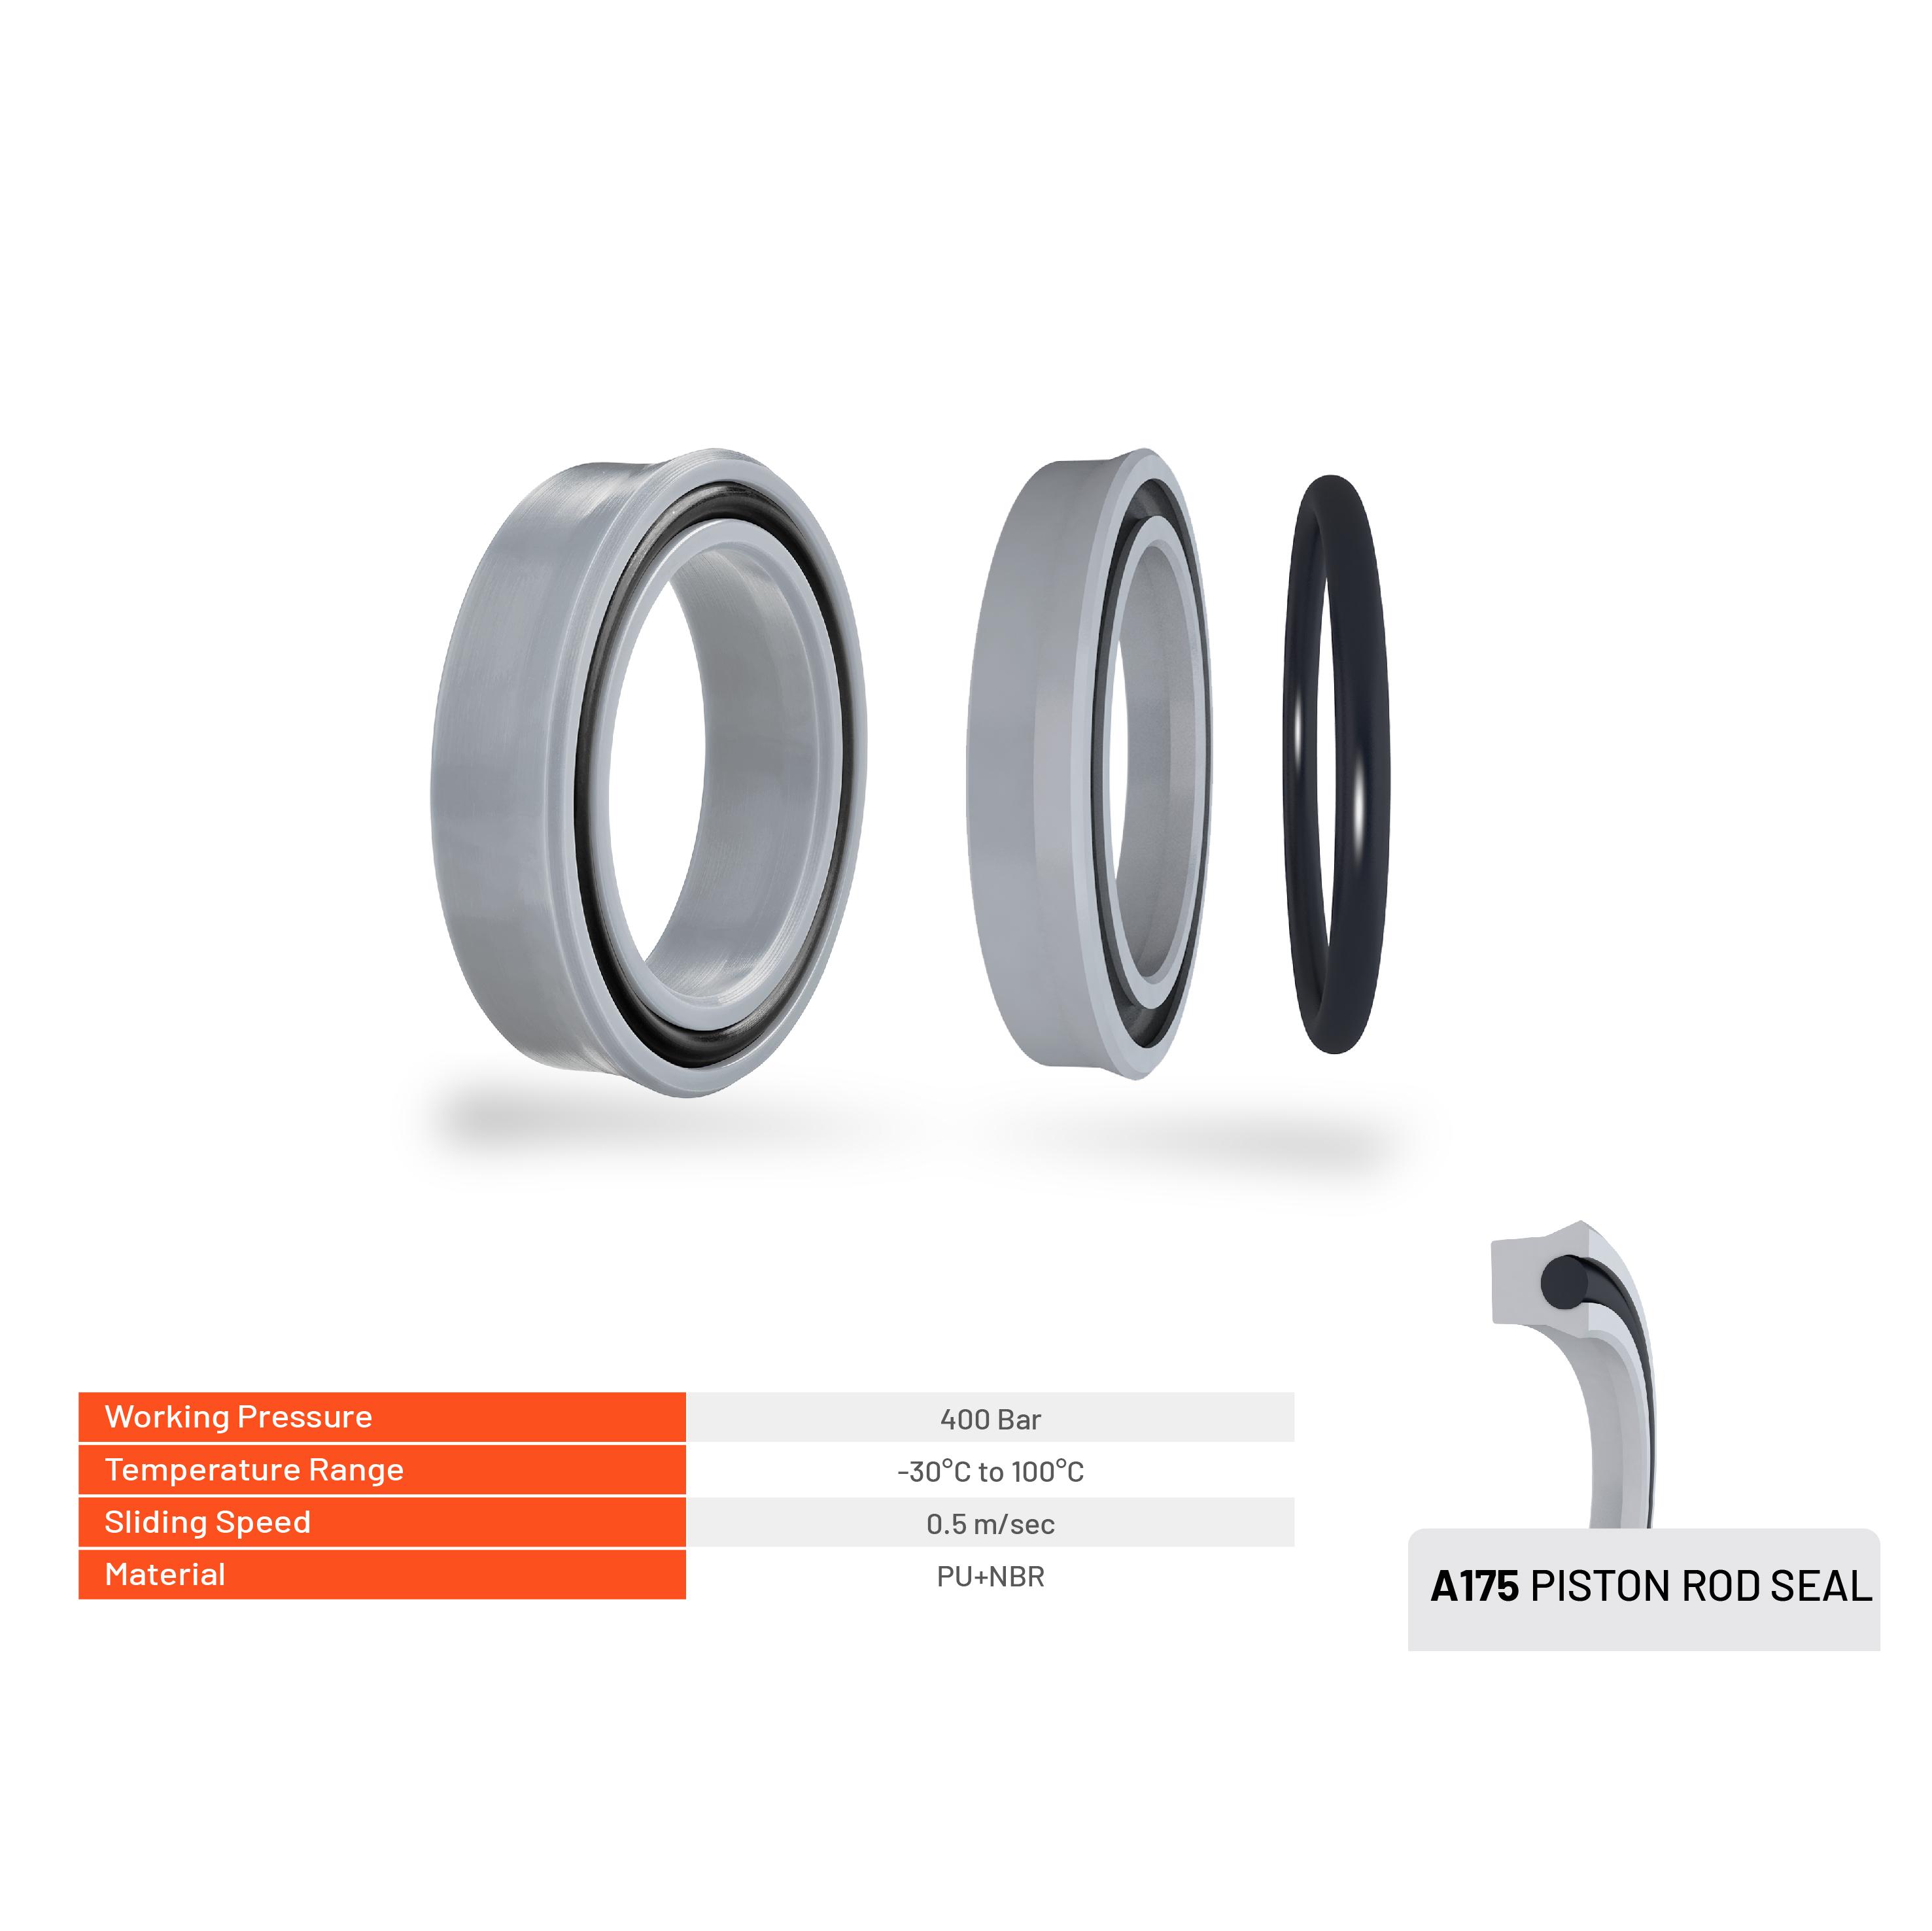 Working Pressure 400 Bar
Temperature Range -30°C to 100°C
Sliding Speed 0.5 m/sec
Material PU+NBR
A175 PISTON ROD SEAL